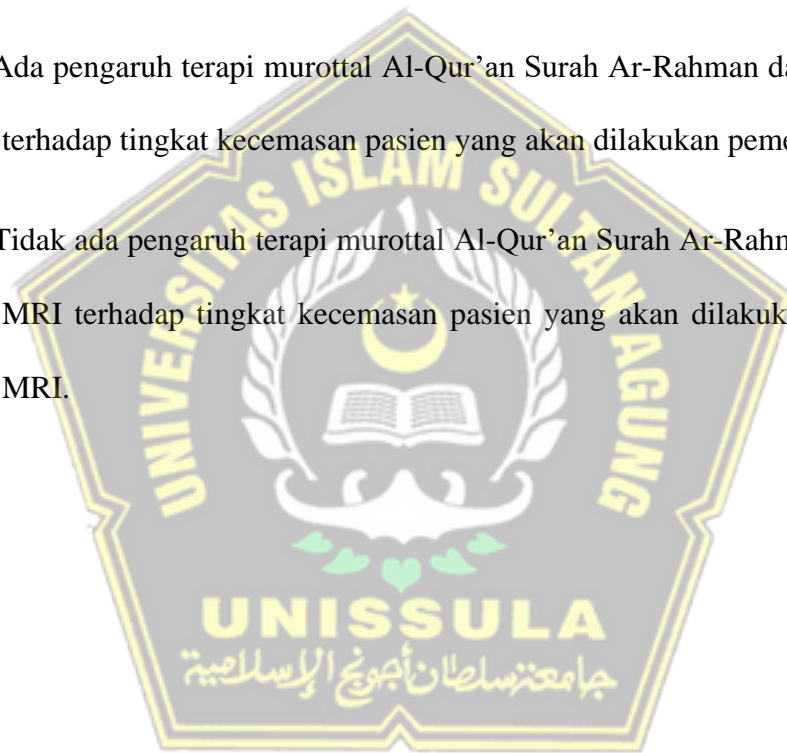 Ada pengaruh terapi murottal Al-Qur’an Surah Ar-Rahman da
terhadap tingkat kecemasan pasien yang akan dilakukan peme
Tidak ada pengaruh terapi murottal Al-Qur’an Surah Ar-Rahm
MRI terhadap tingkat kecemasan pasien yang akan dilakuk
MRI.
UNIVERSITAS ISLAM SULTAN AGUNG
UNISSULA
جامعة سلطان أجونج الإسلامية